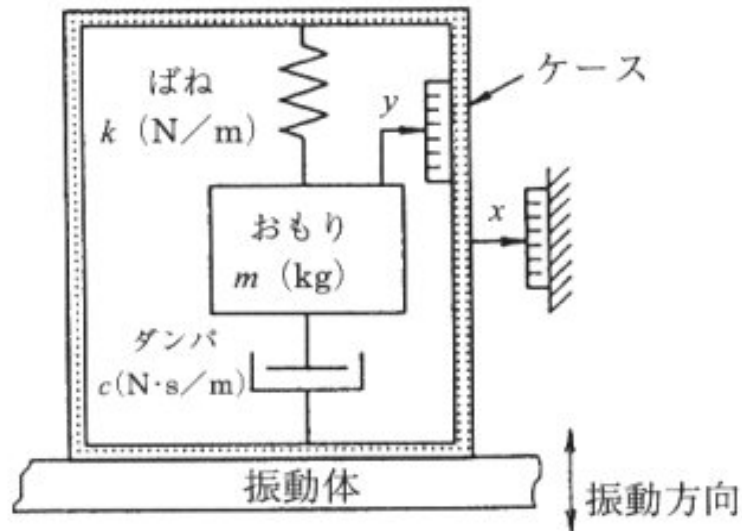 ケース
ばね
k (N/m)
y
x
おもり
m (kg)
ダンパ
c(N·s/m)
振動体
振動方向